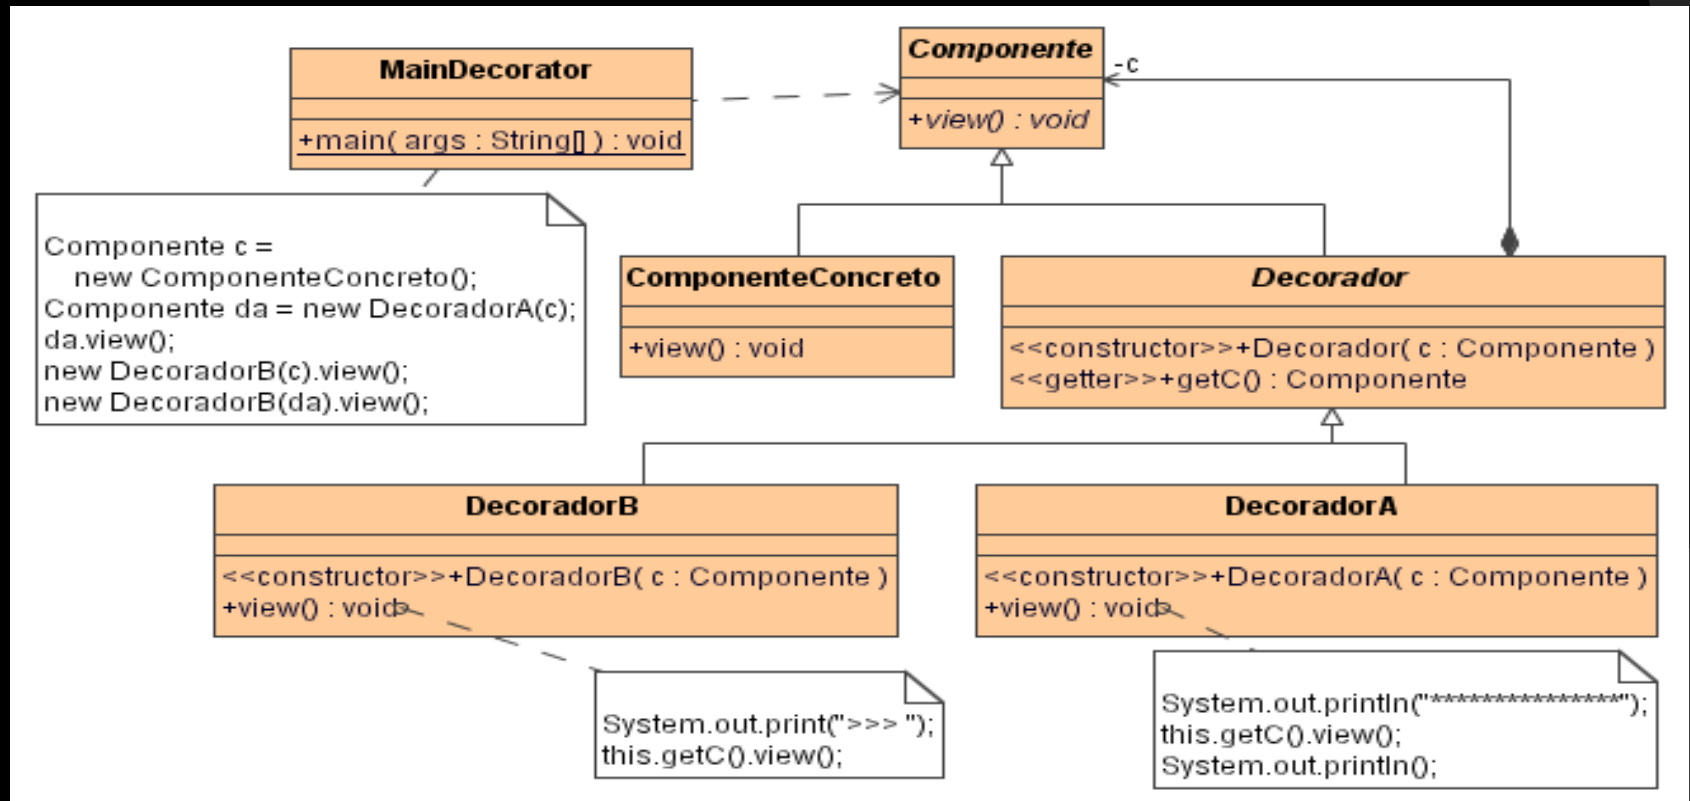 MainDecorator
+main( args : String[] ) : void
Componente
+view() : void
-c
Componente c =
new ComponenteConcreto();
Componente da = new DecoradorA(c);
da.view();
new DecoradorB(c).view();
new DecoradorB(da).view();
ComponenteConcreto
+view() : void
Decorador
<<constructor>>+Decorador( c : Componente )
<<getter>>+getC() : Componente
DecoradorB
<<constructor>>+DecoradorB( c : Componente )
+view() : void
DecoradorA
<<constructor>>+DecoradorA( c : Componente )
+view() : void
System.out.print(">>> ");
this.getC().view();
System.out.println("***************");
this.getC().view();
System.out.println();